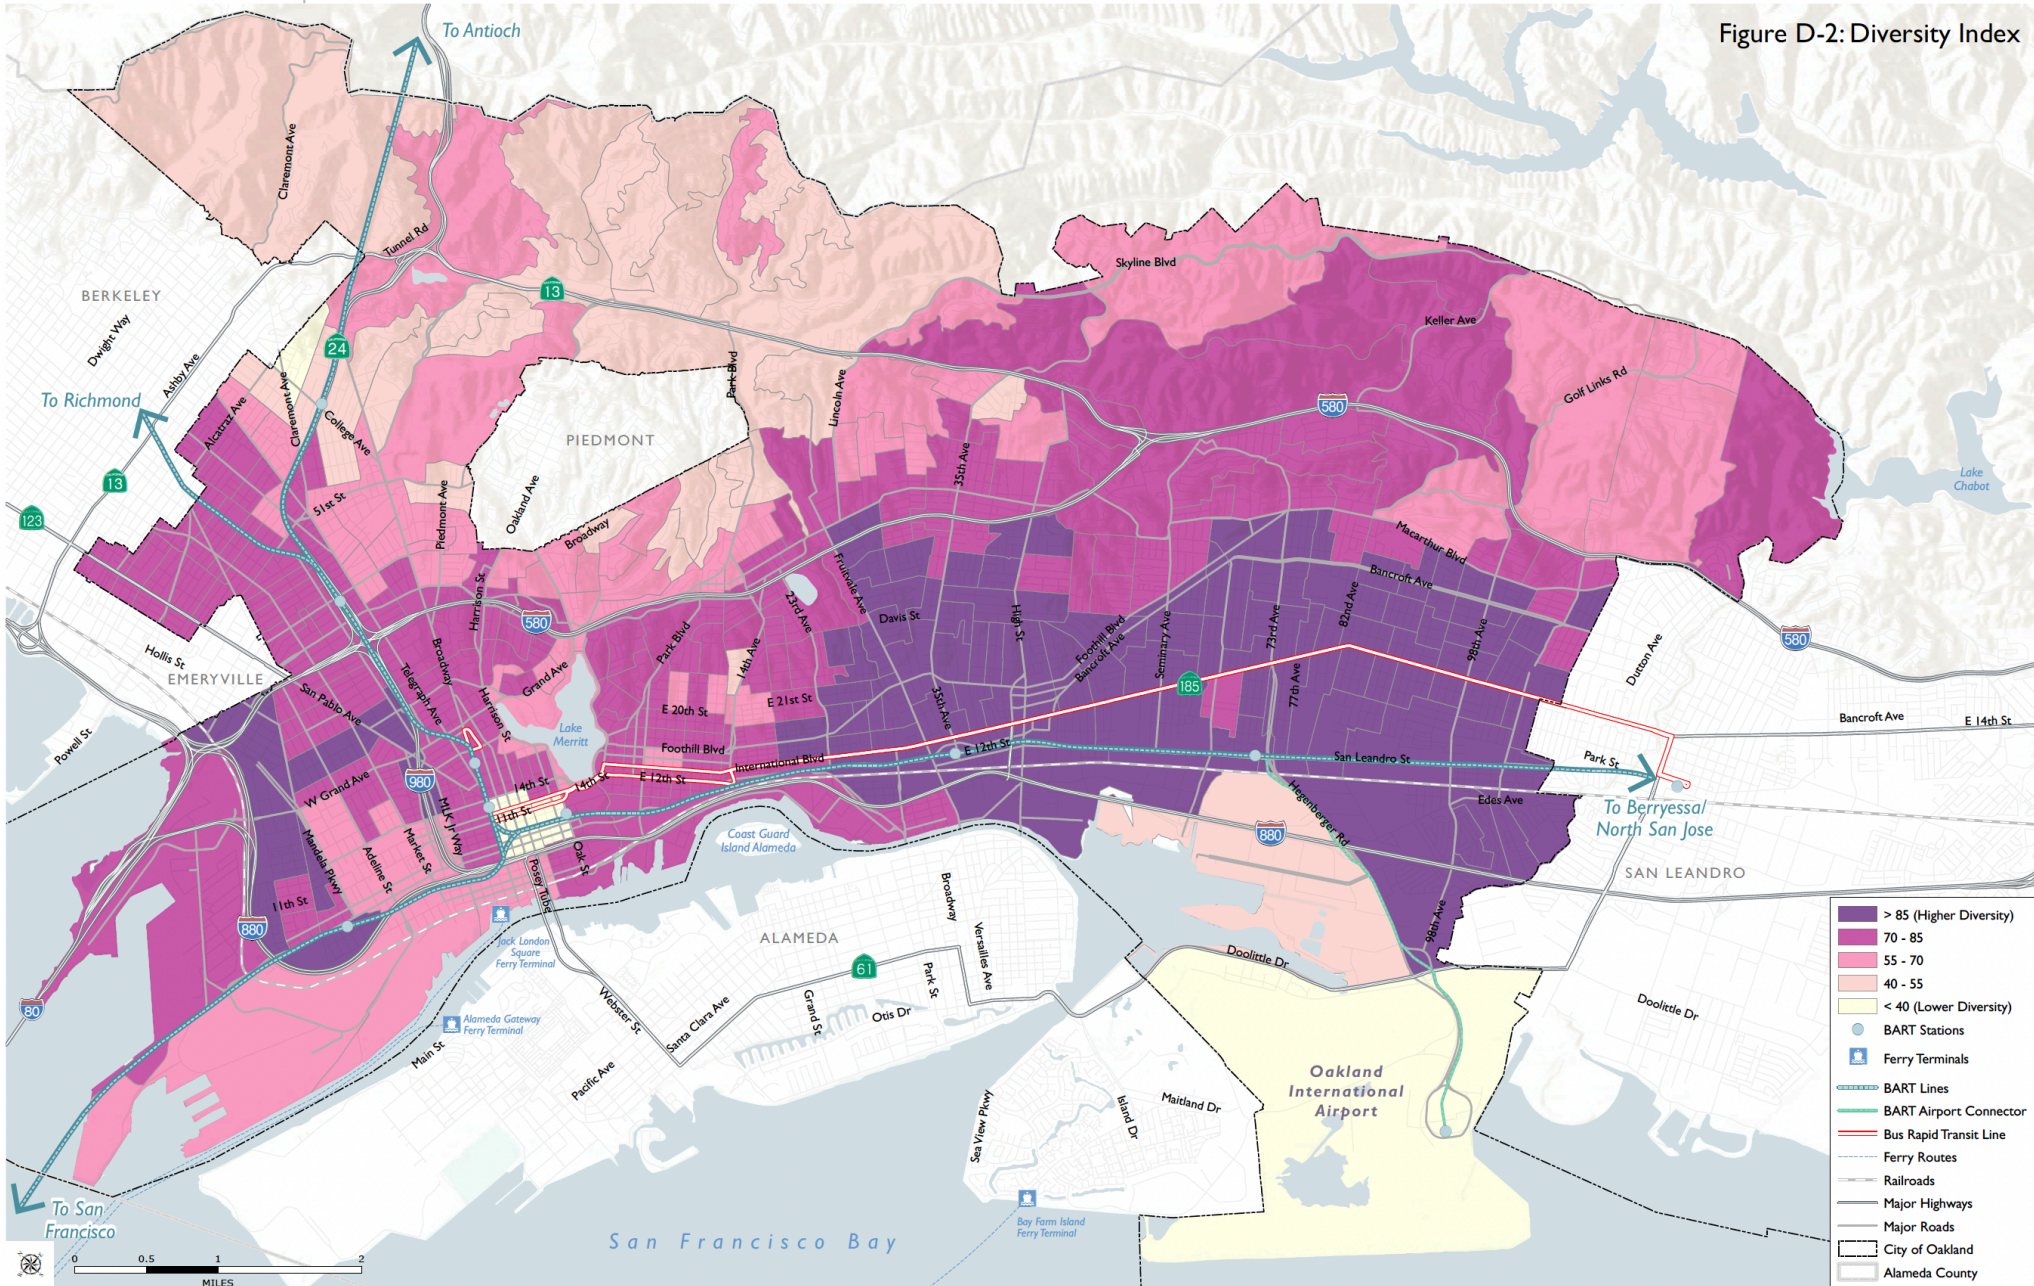 Figure D-2: Diversity Index
To Antioch
Claremont Ave
Tunnel Rd
BERKELEY
Dwight Way
Ashby Ave
13
24
Skyline Blvd
Keller Ave
Golf Links Rd
580
To Richmond
Alcatraz Ave
Claremont Ave
College Ave
PIEDMONT
Park Blvd
Lincoln Ave
35th Ave
Lake
Chabot
13
123
51st St
Piedmont Ave
Oakland Ave
Broadway
Macarthur Blvd
Bancroft Ave
Fruitvale Ave
23rd Ave
Davis St
High St
Foothill Blvd
Bancroft Ave
Seminary Ave
73rd Ave
82nd Ave
98th Ave
77th Ave
Dutton Ave
580
Hollis St
EMERYVILLE
Powell St
San Pablo Ave
Telegraph Ave
Broadway
Harrison St
580
Harrison St
Grand Ave
Park Blvd
14th Ave
E 20th St
E 21st St
35th Ave
185
Bancroft Ave
E 14th St
Lake
Merritt
Foothill Blvd
International Blvd
E 12th St
E 12th St
San Leandro St
Park St
W Grand Ave
980
14th St
14th St
11th St
Mandela Pkwy
Adeline St
Market St
MLK Jr Way
Oak St
Posey Tube
11th St
880
80
Coast Guard
Island Alameda
Hegenberger Rd
880
Edes Ave
98th Ave
To Berryessa/
North San Jose
SAN LEANDRO
Jack London
Square
Ferry Terminal
ALAMEDA
Broadway
Versailles Ave
61
Park St
Grand St
Otis Dr
Webster St
Santa Clara Ave
Alameda Gateway
Ferry Terminal
Main St
Pacific Ave
Doolittle Dr
Doolittle Dr
Oakland
International
Airport
Sea View Pkwy
Island Dr
Maitland Dr
Bay Farm Island
Ferry Terminal
San Francisco Bay
To San
Francisco
0 0.5 1 2
MILES
> 85 (Higher Diversity)
70 - 85
55 - 70
40 - 55
< 40 (Lower Diversity)
BART Stations
Ferry Terminals
BART Lines
BART Airport Connector
Bus Rapid Transit Line
Ferry Routes
Railroads
Major Highways
Major Roads
City of Oakland
Alameda County